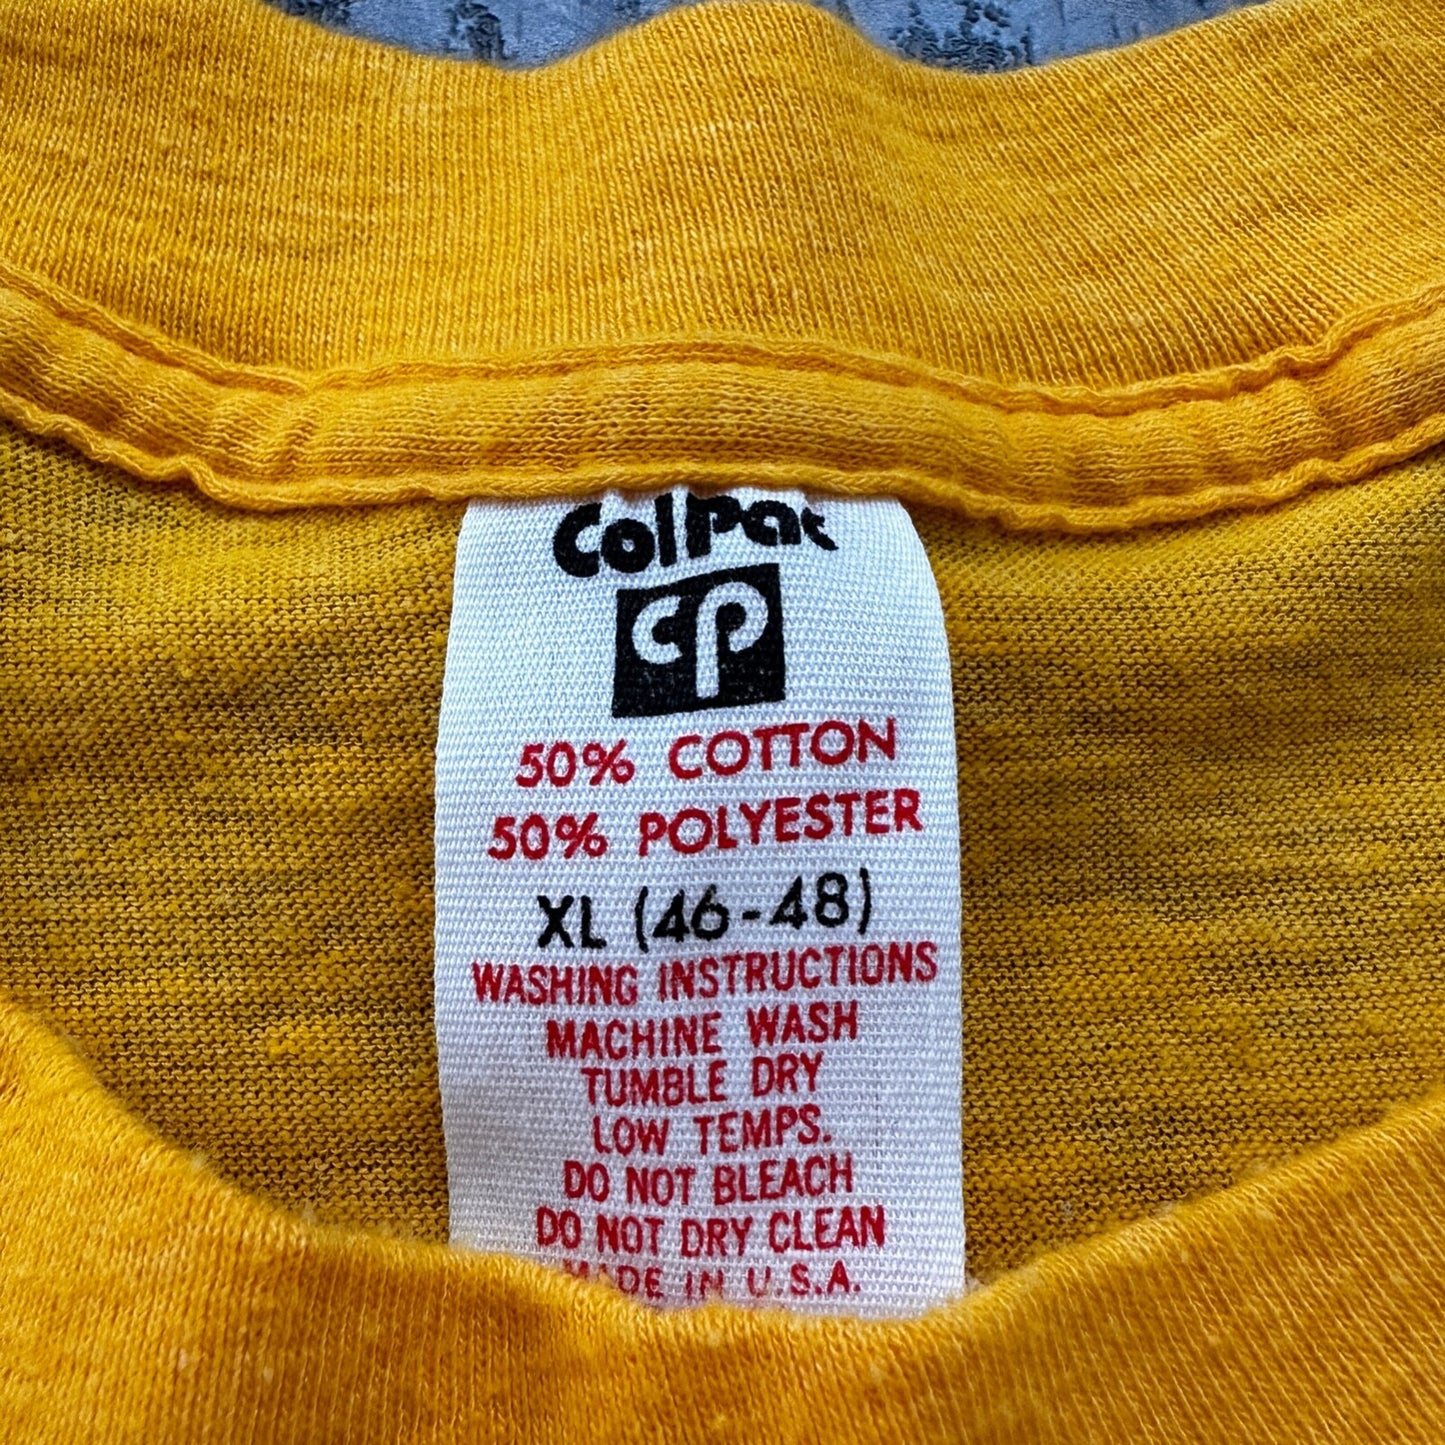 ColPat
CP
50% COTTON
50% POLYESTER
XL (46-48)
WASHING INSTRUCTIONS
MACHINE WASH
TUMBLE DRY
LOW TEMPS.
DO NOT BLEACH
DO NOT DRY CLEAN
MADE IN U.S.A.